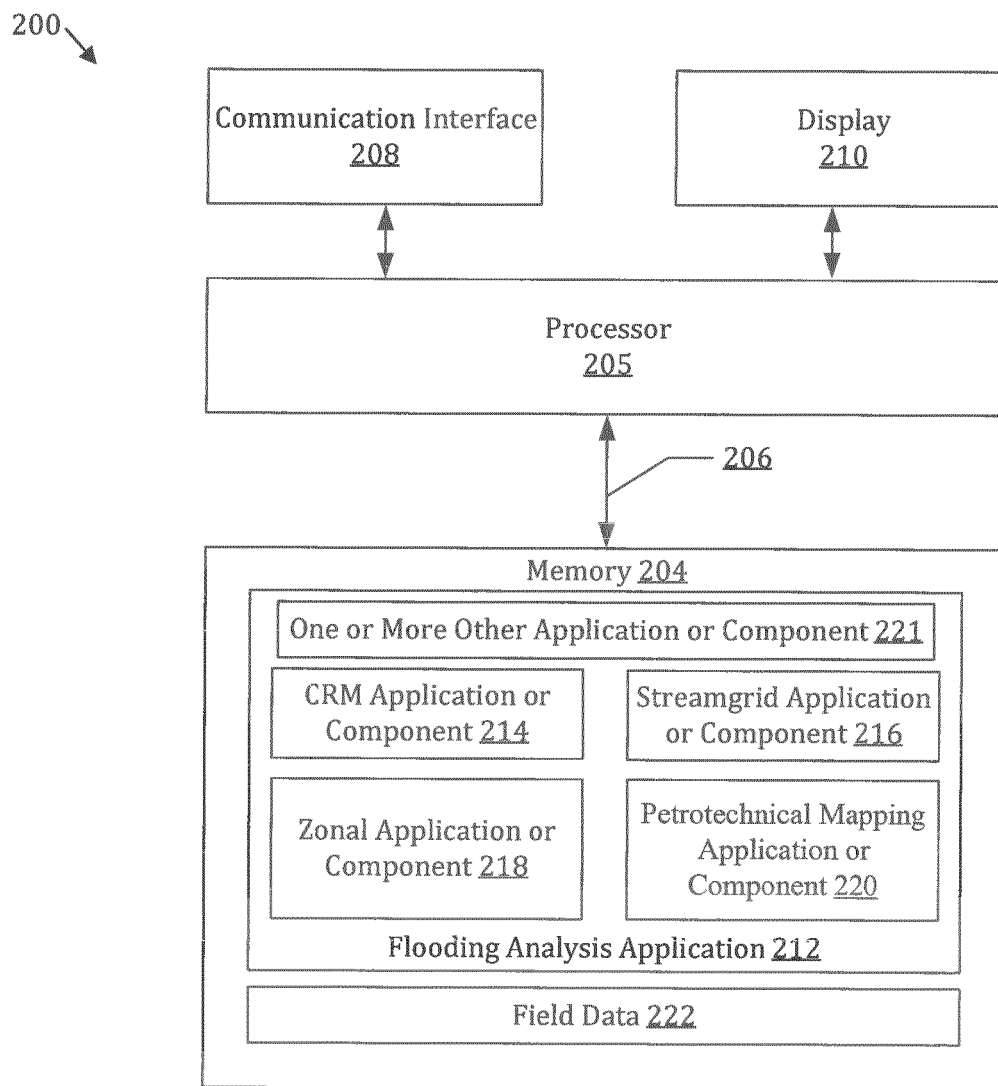 200
Communication Interface
208
Display
210
Processor
205
206
Memory 204
One or More Other Application or Component 221
CRM Application or
Component 214
Streamgrid Application
or Component 216
Zonal Application or
Component 218
Petrotechnical Mapping
Application or
Component 220
Flooding Analysis Application 212
Field Data 222